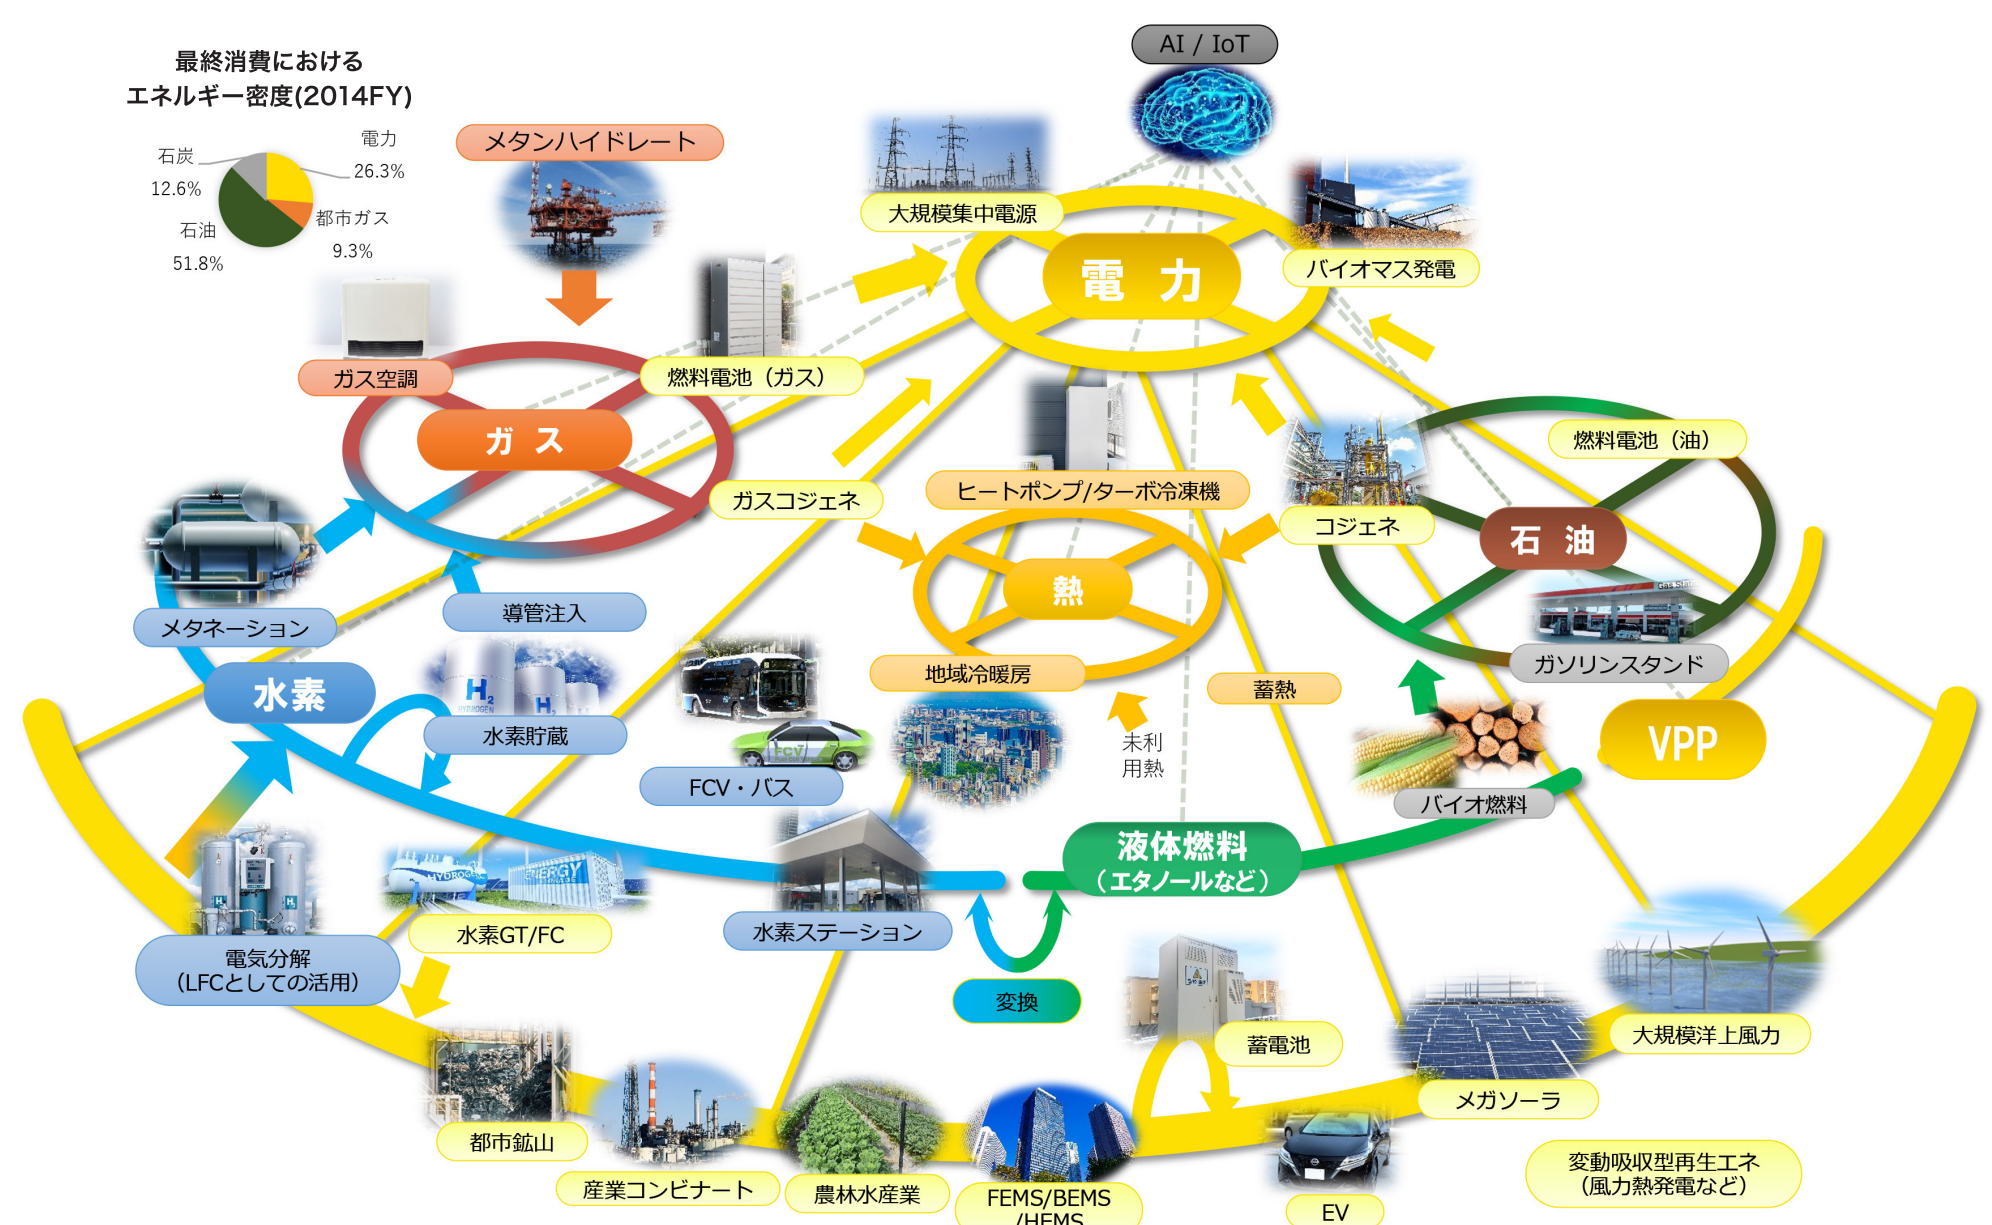 AI / IoT
最終消費における
エネルギー密度(2014FY)
石炭
12.6%
電力
26.3%
石油
51.8%
都市ガス
9.3%
メタンハイドレート
大規模集中電源
バイオマス発電
電 力
ガス空調
燃料電池（ガス）
ガ ス
ガスコジェネ
ヒートポンプ/ターボ冷凍機
コジェネ
燃料電池（油）
石 油
Gas Stat
ガソリンスタンド
熱
メタネーション
導管注入
水素
H2
HYDROGEN
H2
水素貯蔵
FCV
FCV・バス
地域冷暖房
蓄熱
未利
用熱
VPP
バイオ燃料
液体燃料
（エタノールなど）
HYDROGEN
ENERGY
H2
H2
電気分解
（LFCとしての活用）
水素GT/FC
水素ステーション
変換
蓄電池
大規模洋上風力
メガソーラ
都市鉱山
産業コンビナート
農林水産業
FEMS/BEMS
/HEMS
EV
変動吸収型再生エネ
（風力熱発電など）